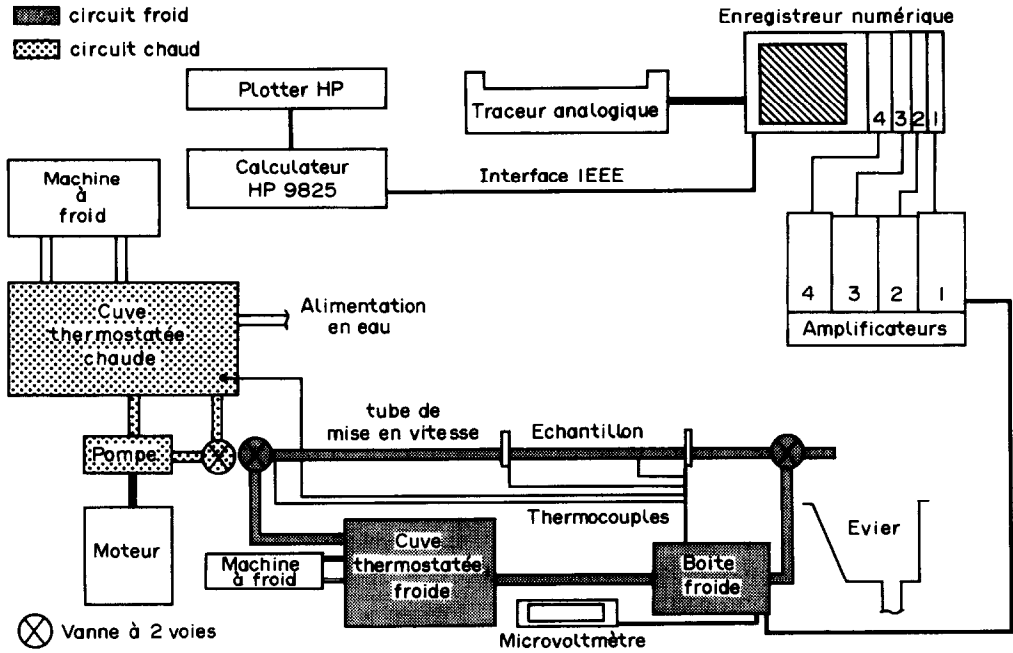 circuit froid
circuit chaud
Enregistreur numérique
Plotter HP
Traceur analogique
4 3 2 1
Calculateur
HP 9825
Interface IEEE
Machine
à
froid
Cuve
thermostatée
chaude
Alimentation
en eau
4 3 2 1
Amplificateurs
tube de
mise en vitesse
Echantillon
Pompe
Thermocouples
Moteur
Machine
à froid
Cuve
thermostatée
froide
Boite
froide
Evier
Vanne à 2 voies
Microvoltmètre